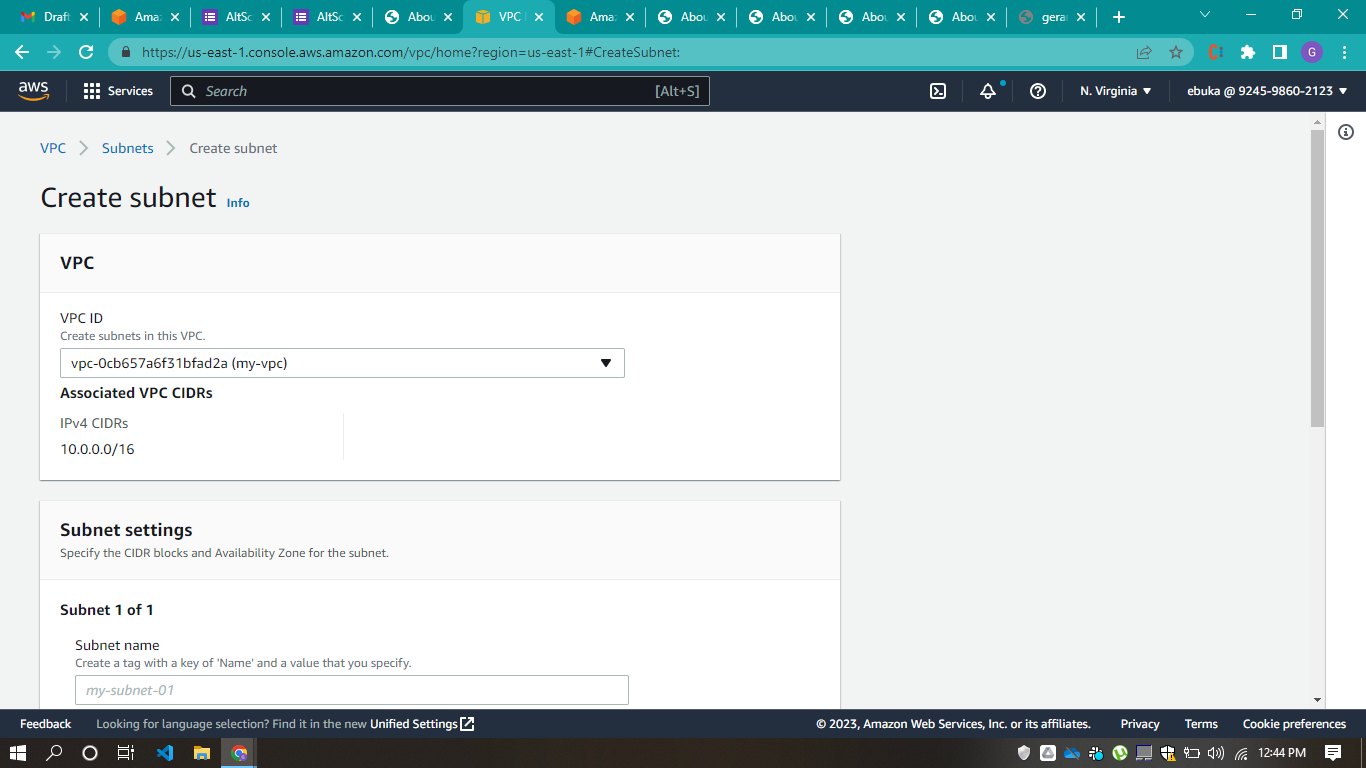 Draft
Amaz
AltSc
AltSc
Abou
VPC
Amaz
Abou
Abou
Abou
Abou
gerar
https://us-east-1.console.aws.amazon.com/vpc/home?region=us-east-1#CreateSubnet:
G
aws
Services
Search
[Alt+S]
N. Virginia
ebuka @ 9245-9860-2123
VPC
Subnets
Create subnet
Create subnet Info
VPC
VPC ID
Create subnets in this VPC.
vpc-0cb657a6f31bfad2a (my-vpc)
Associated VPC CIDRs
IPv4 CIDRs
10.0.0.0/16
Subnet settings
Specify the CIDR blocks and Availability Zone for the subnet.
Subnet 1 of 1
Subnet name
Create a tag with a key of 'Name' and a value that you specify.
my-subnet-01
Feedback
Looking for language selection? Find it in the new Unified Settings
© 2023, Amazon Web Services, Inc. or its affiliates.
Privacy
Terms
Cookie preferences
12:44 PM